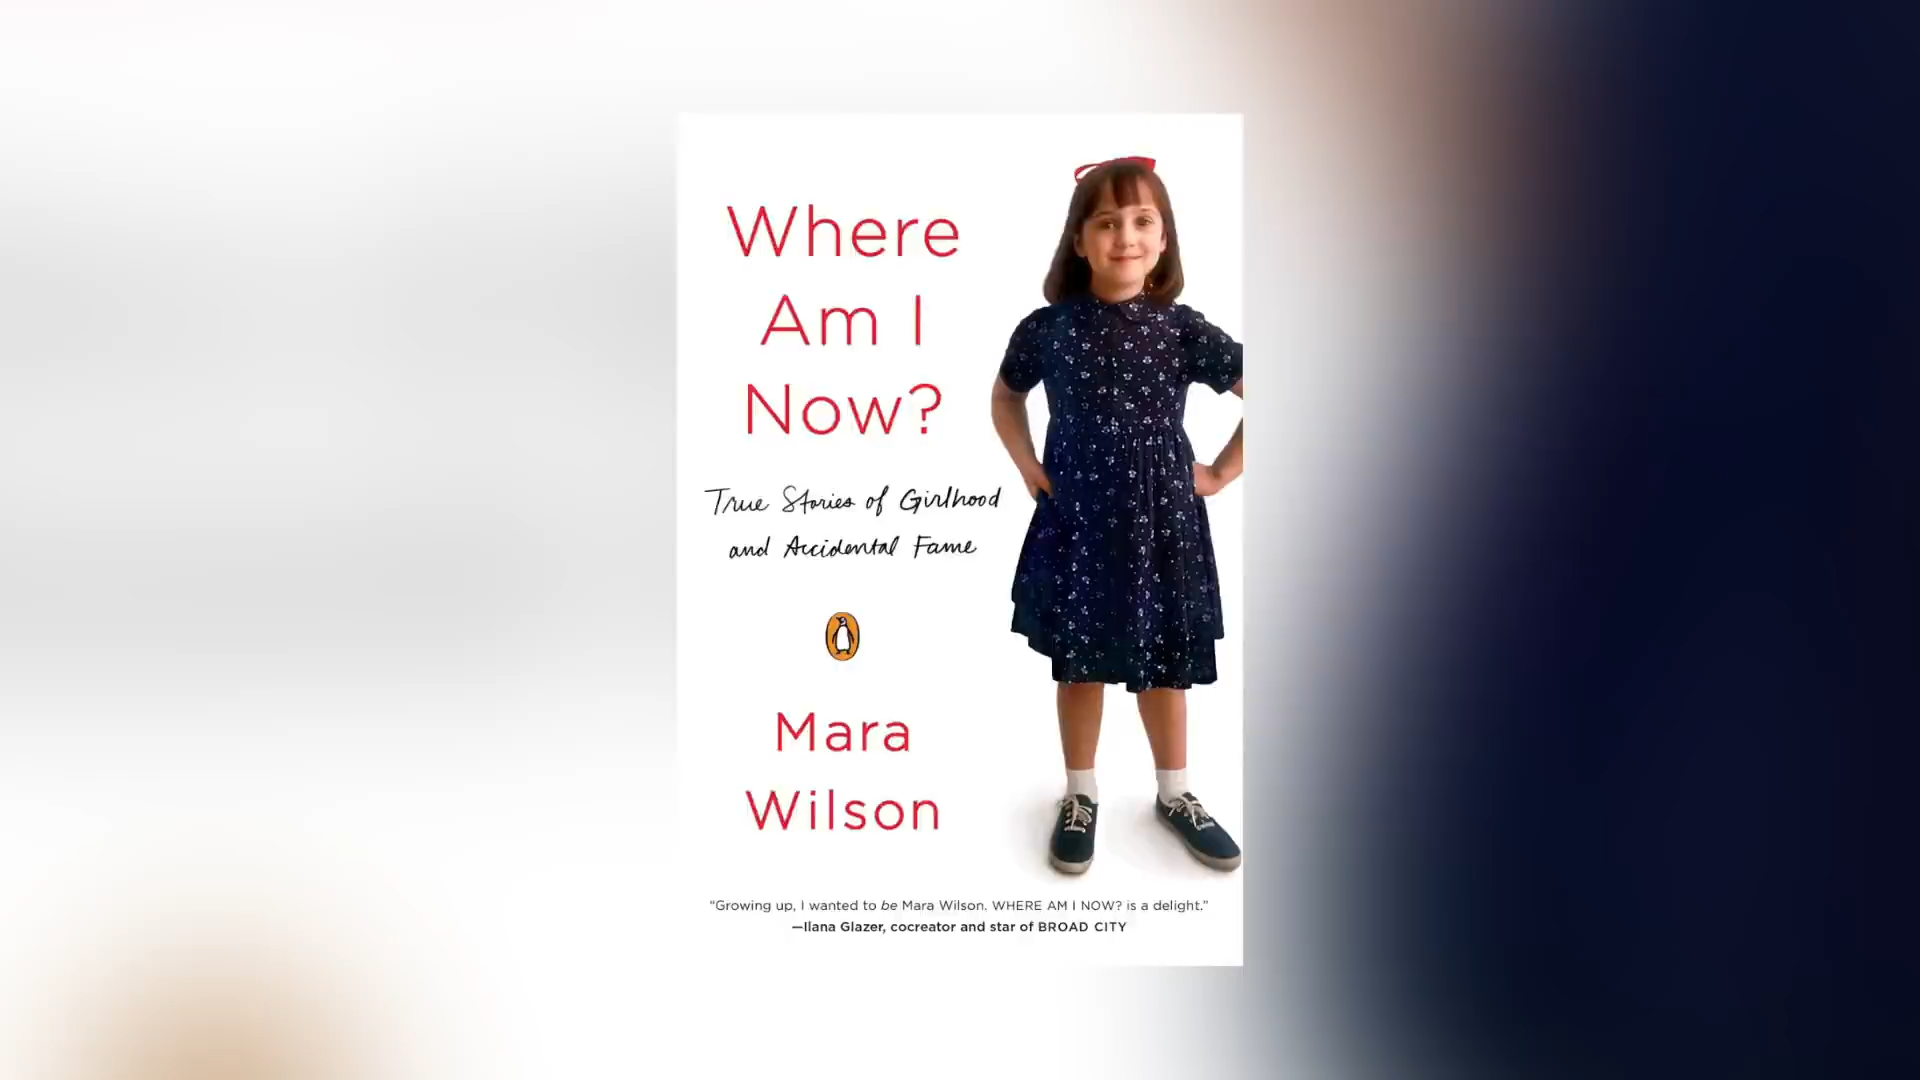 Where
Am I
Now?
True Stories of Girlhood
and Accidental Fame
Mara
Wilson
“Growing up, I wanted to be Mara Wilson. WHERE AM I NOW? is a delight.”
—Ilana Glazer, cocreator and star of BROAD CITY